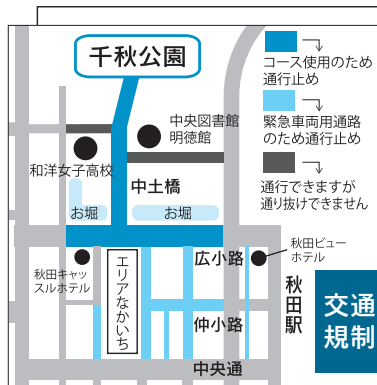 千秋公園
コース使用のため
通行止め
緊急車両用通路
のため通行止め
通行できますが
通り抜けできません
中央図書館
明徳館
和洋女子高校
中土橋
お堀
お堀
秋田キャッ
スルホテル
エリアなかいち
広小路
秋田ビュー
ホテル
仲小路
秋田駅
中央通
交通
規制